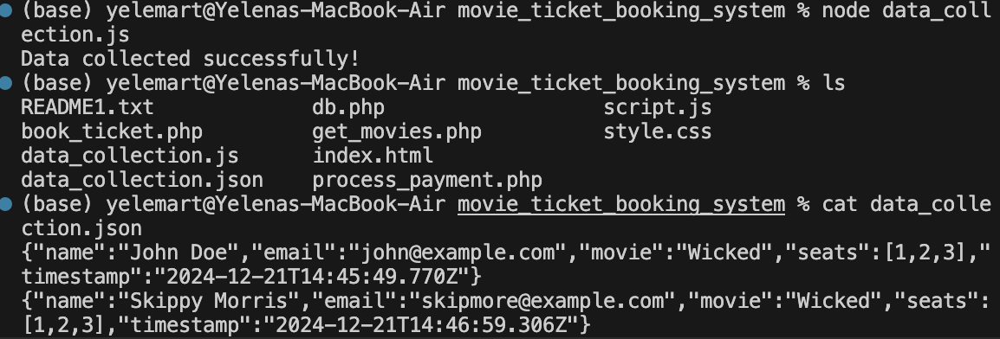 (base) yelemart@Yelenas-MacBook-Air movie_ticket_booking_system % node data_coll
ection.js
Data collected successfully!
(base) yelemart@Yelenas-MacBook-Air movie_ticket_booking_system % ls
README1.txt db.php script.js
book_ticket.php get_movies.php style.css
data_collection.js index.html
data_collection.json process_payment.php
(base) yelemart@Yelenas-MacBook-Air movie_ticket_booking_system % cat data_colle
ction.json
{"name":"John Doe","email":"john@example.com","movie":"Wicked","seats":[1,2,3],"
timestamp":"2024-12-21T14:45:49.770Z"}
{"name":"Skippy Morris","email":"skipmore@example.com","movie":"Wicked","seats":
[1,2,3],"timestamp":"2024-12-21T14:46:59.306Z"}